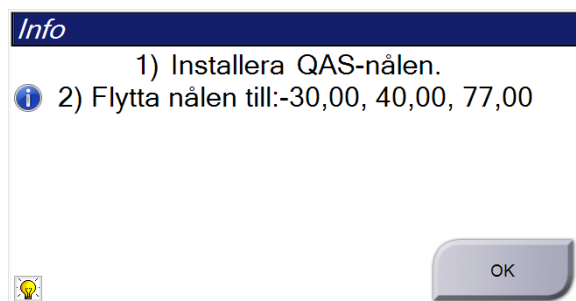 Info
1) Installera QAS-nålen.
2) Flytta nålen till:-30,00, 40,00, 77,00
OK